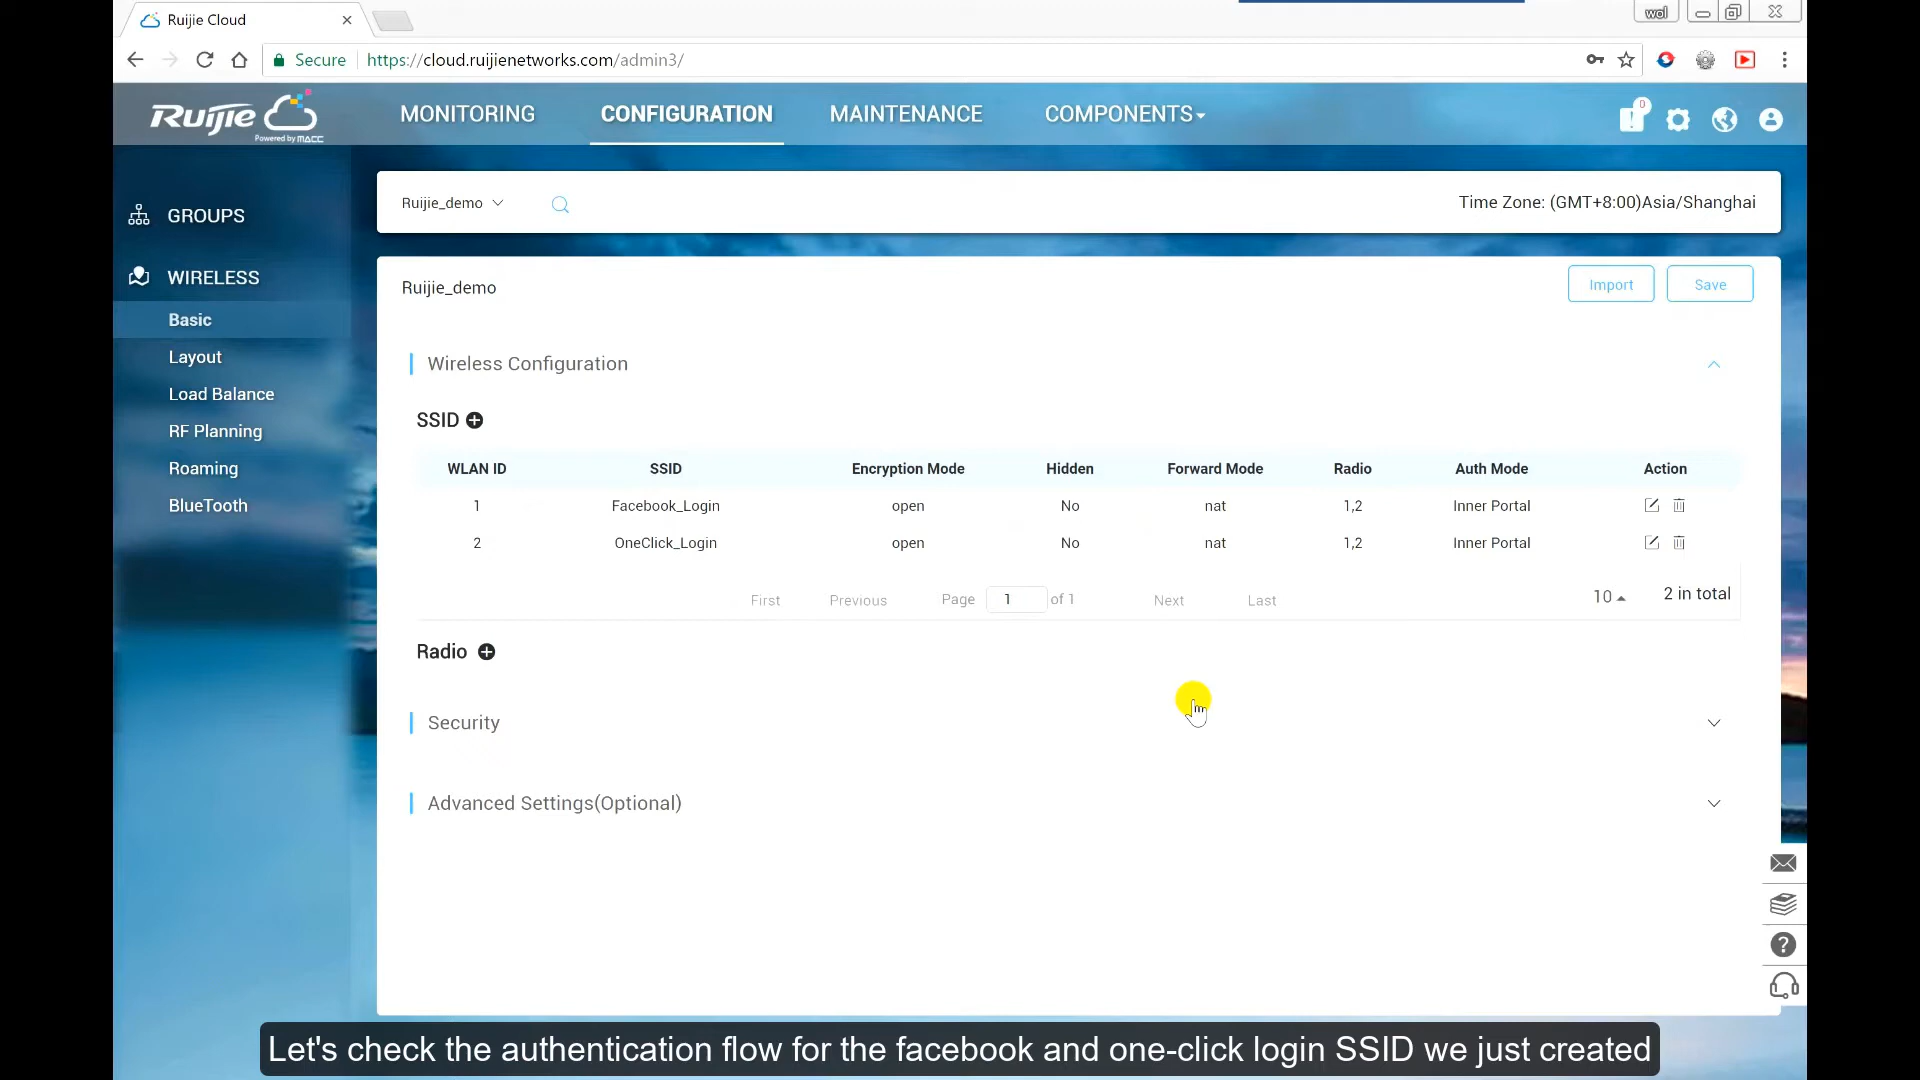 Ruijie Cloud
wol
Secure https://cloud.ruijienetworks.com/admin3/
Ruijie
Powered by MACC
MONITORING CONFIGURATION MAINTENANCE COMPONENTS
0
GROUPS
WIRELESS
Basic
Layout
Load Balance
RF Planning
Roaming
BlueTooth
Ruijie_demo
Time Zone: (GMT+8:00)Asia/Shanghai
Ruijie_demo
Import Save
Wireless Configuration
SSID
WLAN ID SSID Encryption Mode Hidden Forward Mode Radio Auth Mode Action
1 Facebook_Login open No nat 1,2 Inner Portal
2 OneClick_Login open No nat 1,2 Inner Portal
First Previous Page 1 of 1 Next Last 10 2 in total
Radio
Security
Advanced Settings(Optional)
Let's check the authentication flow for the facebook and one-click login SSID we just created